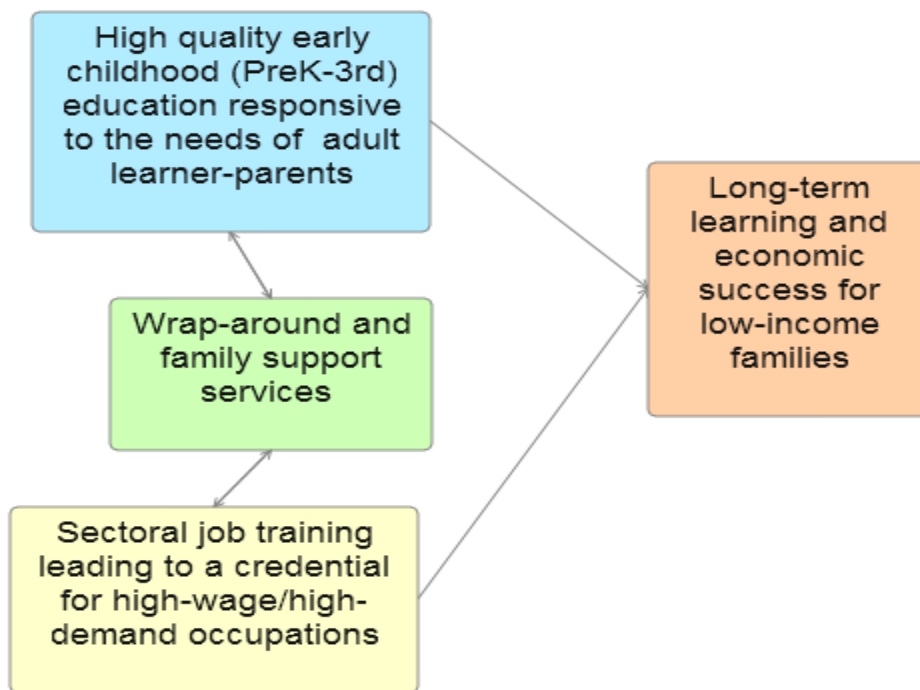 High quality early
childhood (PreK-3rd)
education responsive
to the needs of  adult
learner-parents
Wrap-around and
family support
services
Sectoral job training
leading to a credential
for high-wage/high-
demand occupations
Long-term
learning and
economic
success for
low-income
families